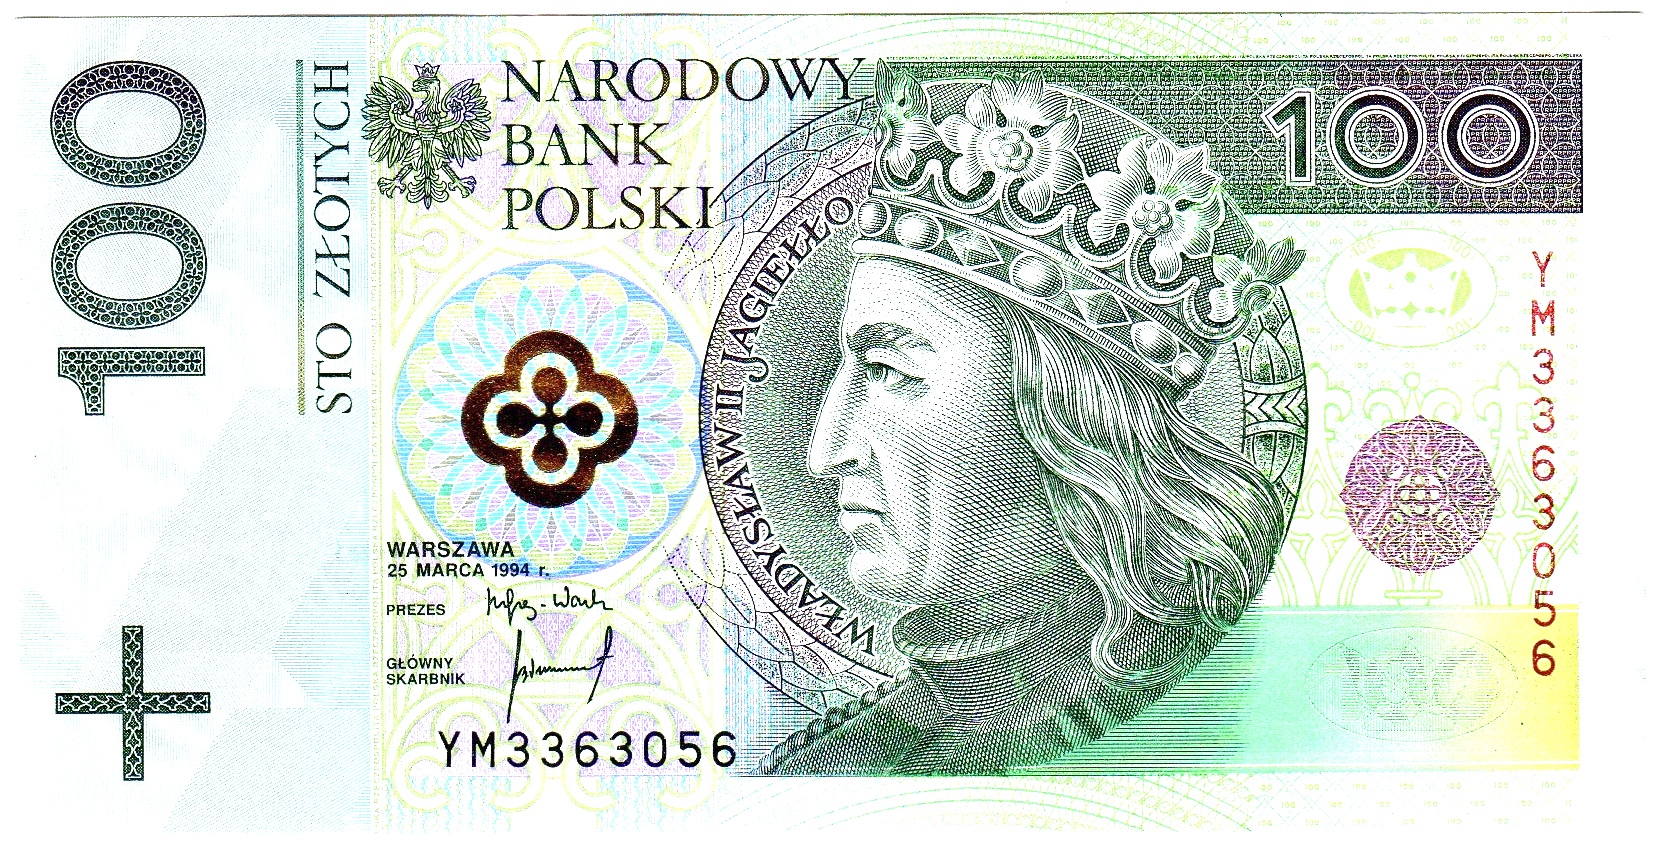 100
STO ZŁOTYCH
NARODOWY
BANK
POLSKI
100
WŁADYSŁAW II JAGIEŁŁO
YM3363056
WARSZAWA
25 MARCA 1994 r.
PREZES
GŁÓWNY
SKARBNIK
YM3363056